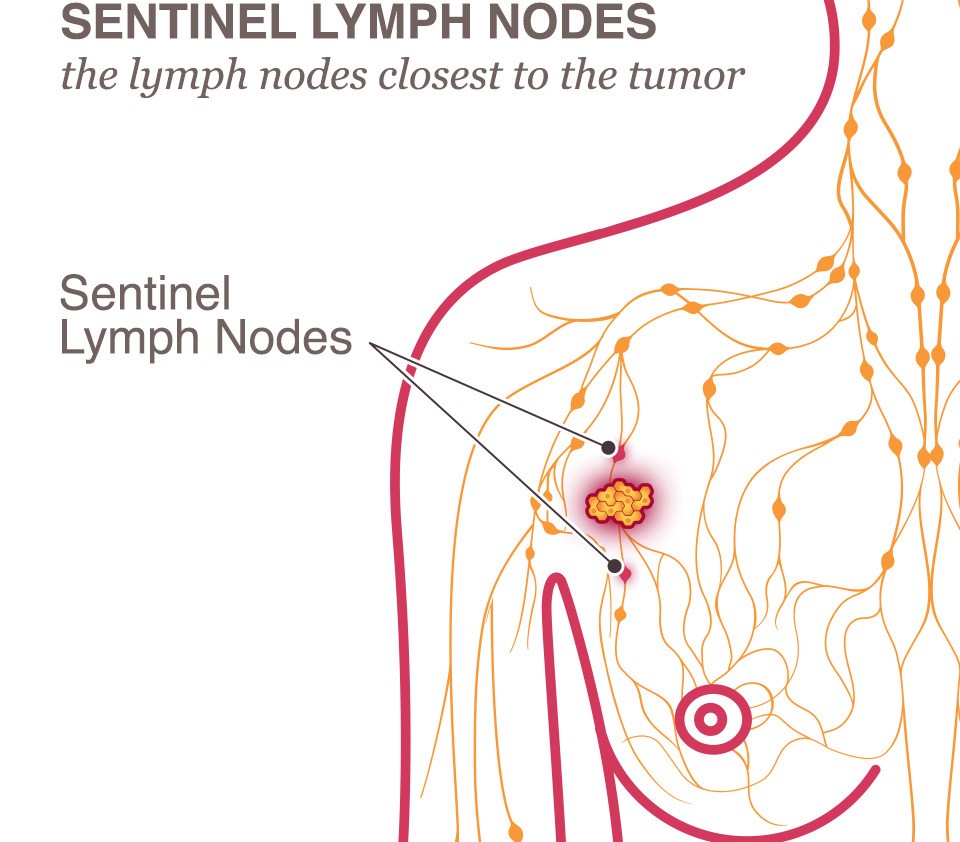 SENTINEL LYMPH NODES
the lymph nodes closest to the tumor
Sentinel
Lymph Nodes